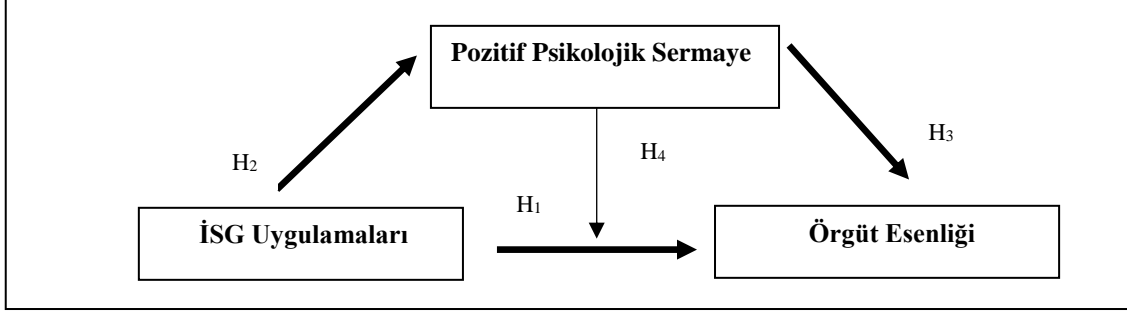 Pozitif Psikolojik Sermaye
H₃
H₄
H₂
H₁
İSG Uygulamaları
Örgüt Esenliği